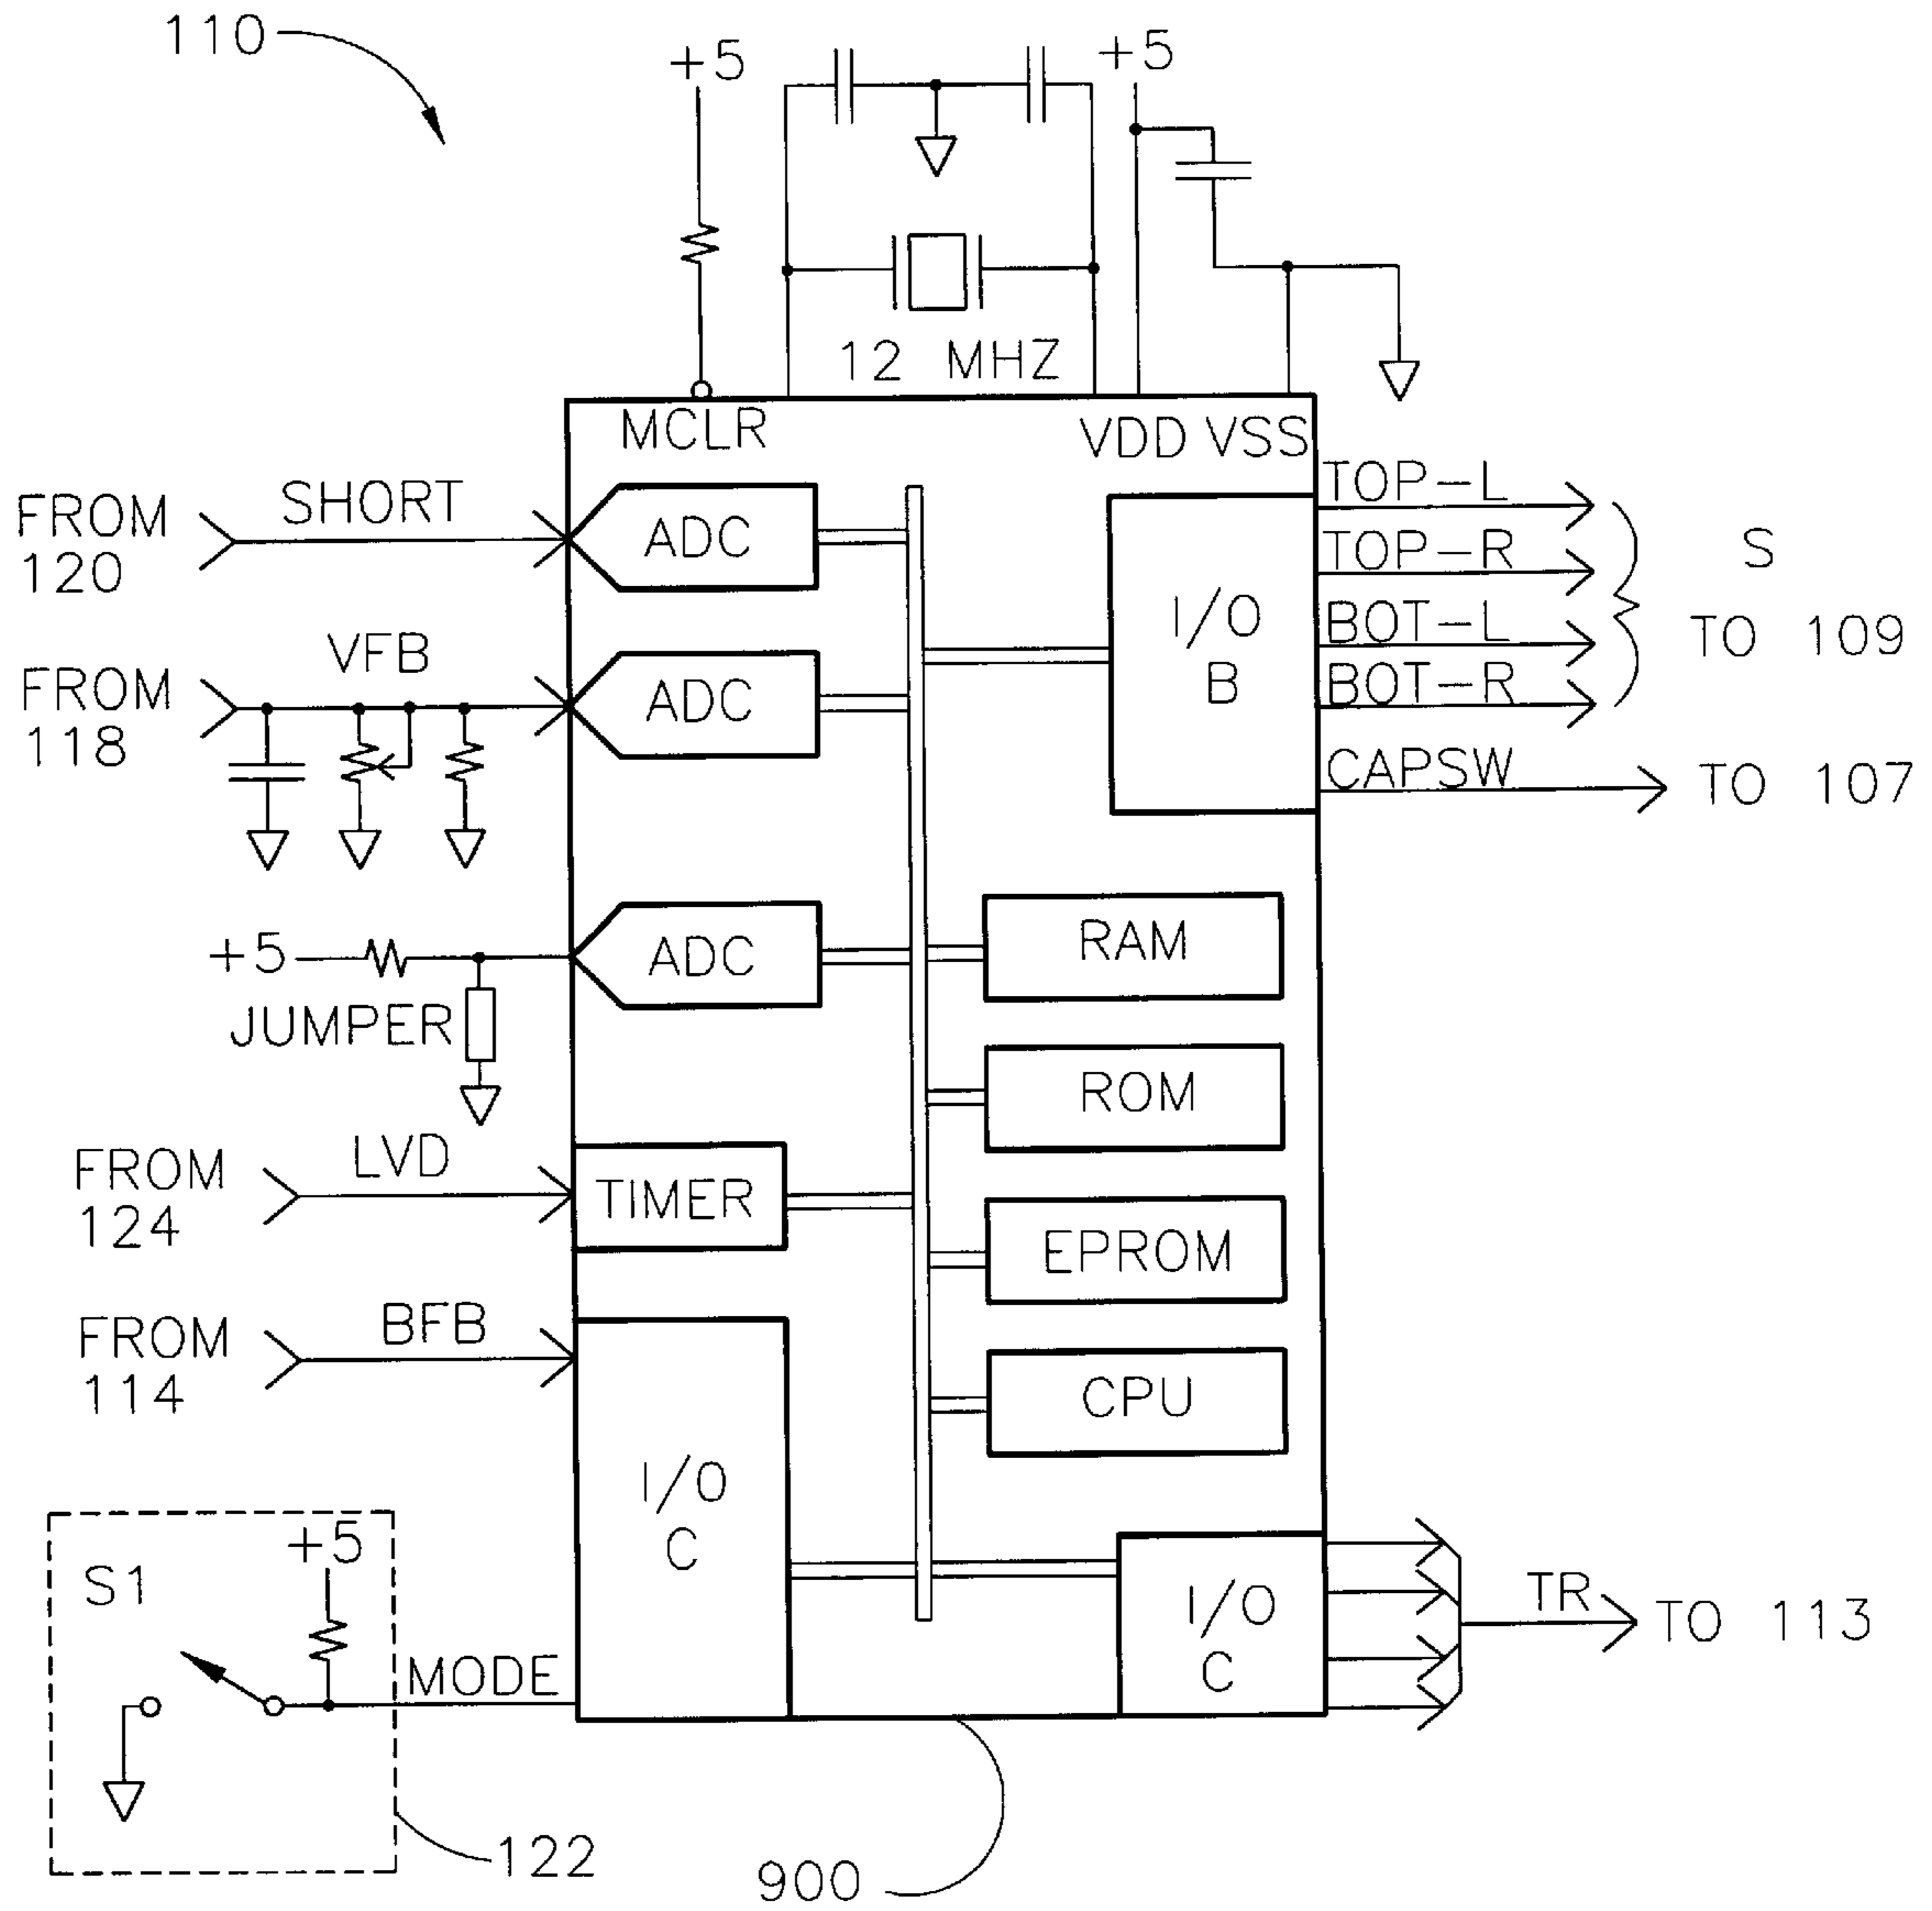 110
+5
+5
12 MHZ
MCLR
VDD VSS
FROM
120
SHORT
ADC
TOP-L
TOP-R
BOT-L
BOT-R
S
TO 109
I/O
B
FROM
118
VFB
ADC
CAPSW
TO 107
+5
JUMPER
ADC
RAM
ROM
FROM
124
LVD
TIMER
EPROM
FROM
114
BFB
CPU
I/O
C
S1
+5
MODE
I/O
C
TR
TO 113
122
900